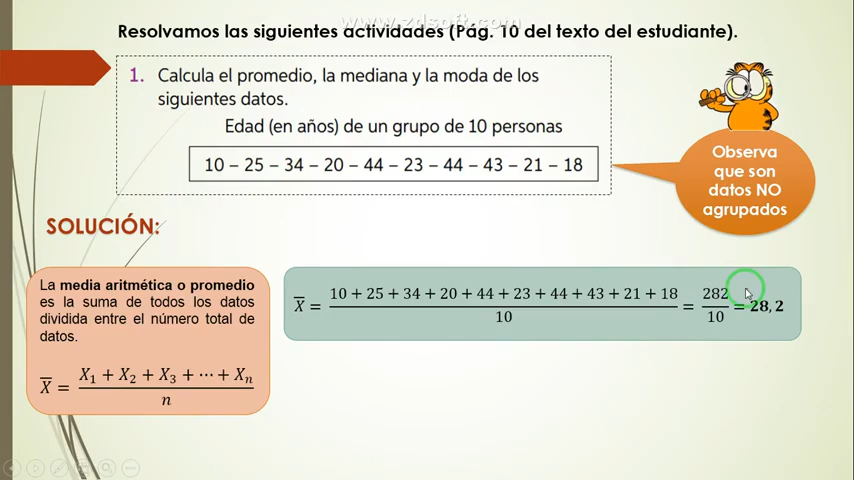 www.zdsoft.com
Resolvamos las siguientes actividades (Pág. 10 del texto del estudiante).
1. Calcula el promedio, la mediana y la moda de los
siguientes datos.
Edad (en años) de un grupo de 10 personas
10 – 25 – 34 – 20 – 44 – 23 – 44 – 43 – 21 – 18
Observa
que son
datos NO
agrupados
SOLUCIÓN:
La media aritmética o promedio
es la suma de todos los datos
dividida entre el número total de
datos.
X̅ = (X₁ + X₂ + X₃ + ⋯ + Xₙ) / n
X̅ = (10 + 25 + 34 + 20 + 44 + 23 + 44 + 43 + 21 + 18) / 10 = 282 / 10 = 28,2